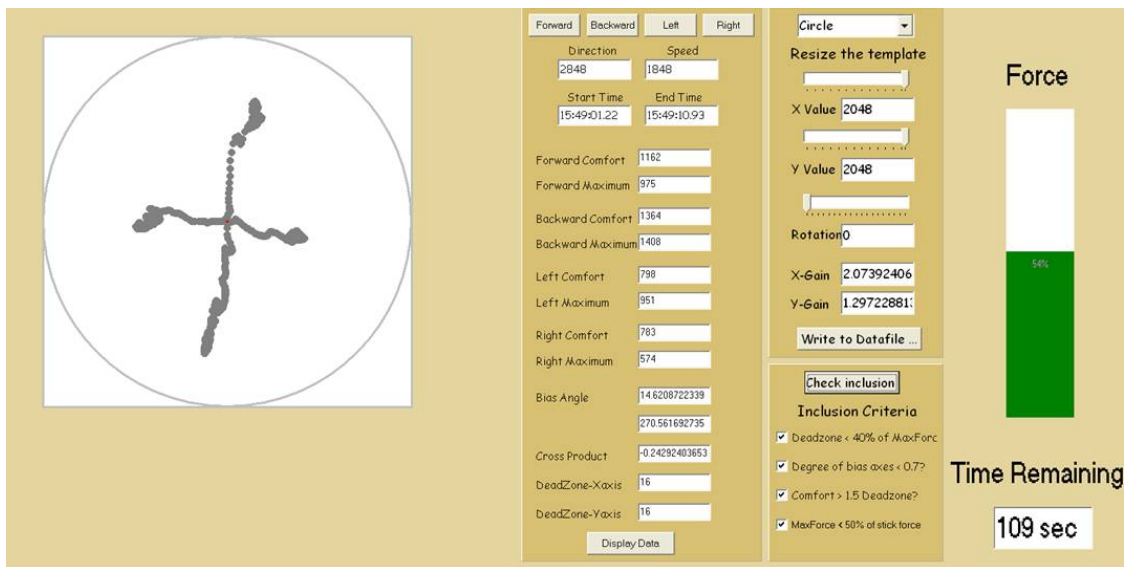 Forward Backward Left Right
Direction Speed
2848 1848
Start Time End Time
15:49:01.22 15:49:10.93
Forward Comfort 1162
Forward Maximum 975
Backward Comfort 1364
Backward Maximum 1408
Left Comfort 798
Left Maximum 951
Right Comfort 783
Right Maximum 574
Bias Angle 14.6208722339
270.561692735
Cross Product -0.24292403653
DeadZone-Xaxis 16
DeadZone-Yaxis 16
Display Data
Circle
Resize the template
X Value 2048
Y Value 2048
Rotation 0
X-Gain 2.07392406
Y-Gain 1.297228813
Write to Datafile ...
Check inclusion
Inclusion Criteria
Deadzone < 40% of MaxForc
Degree of bias axes < 0.7?
Comfort > 1.5 Deadzone?
MaxForce < 50% of stick force
Force
54%
Time Remaining
109 sec